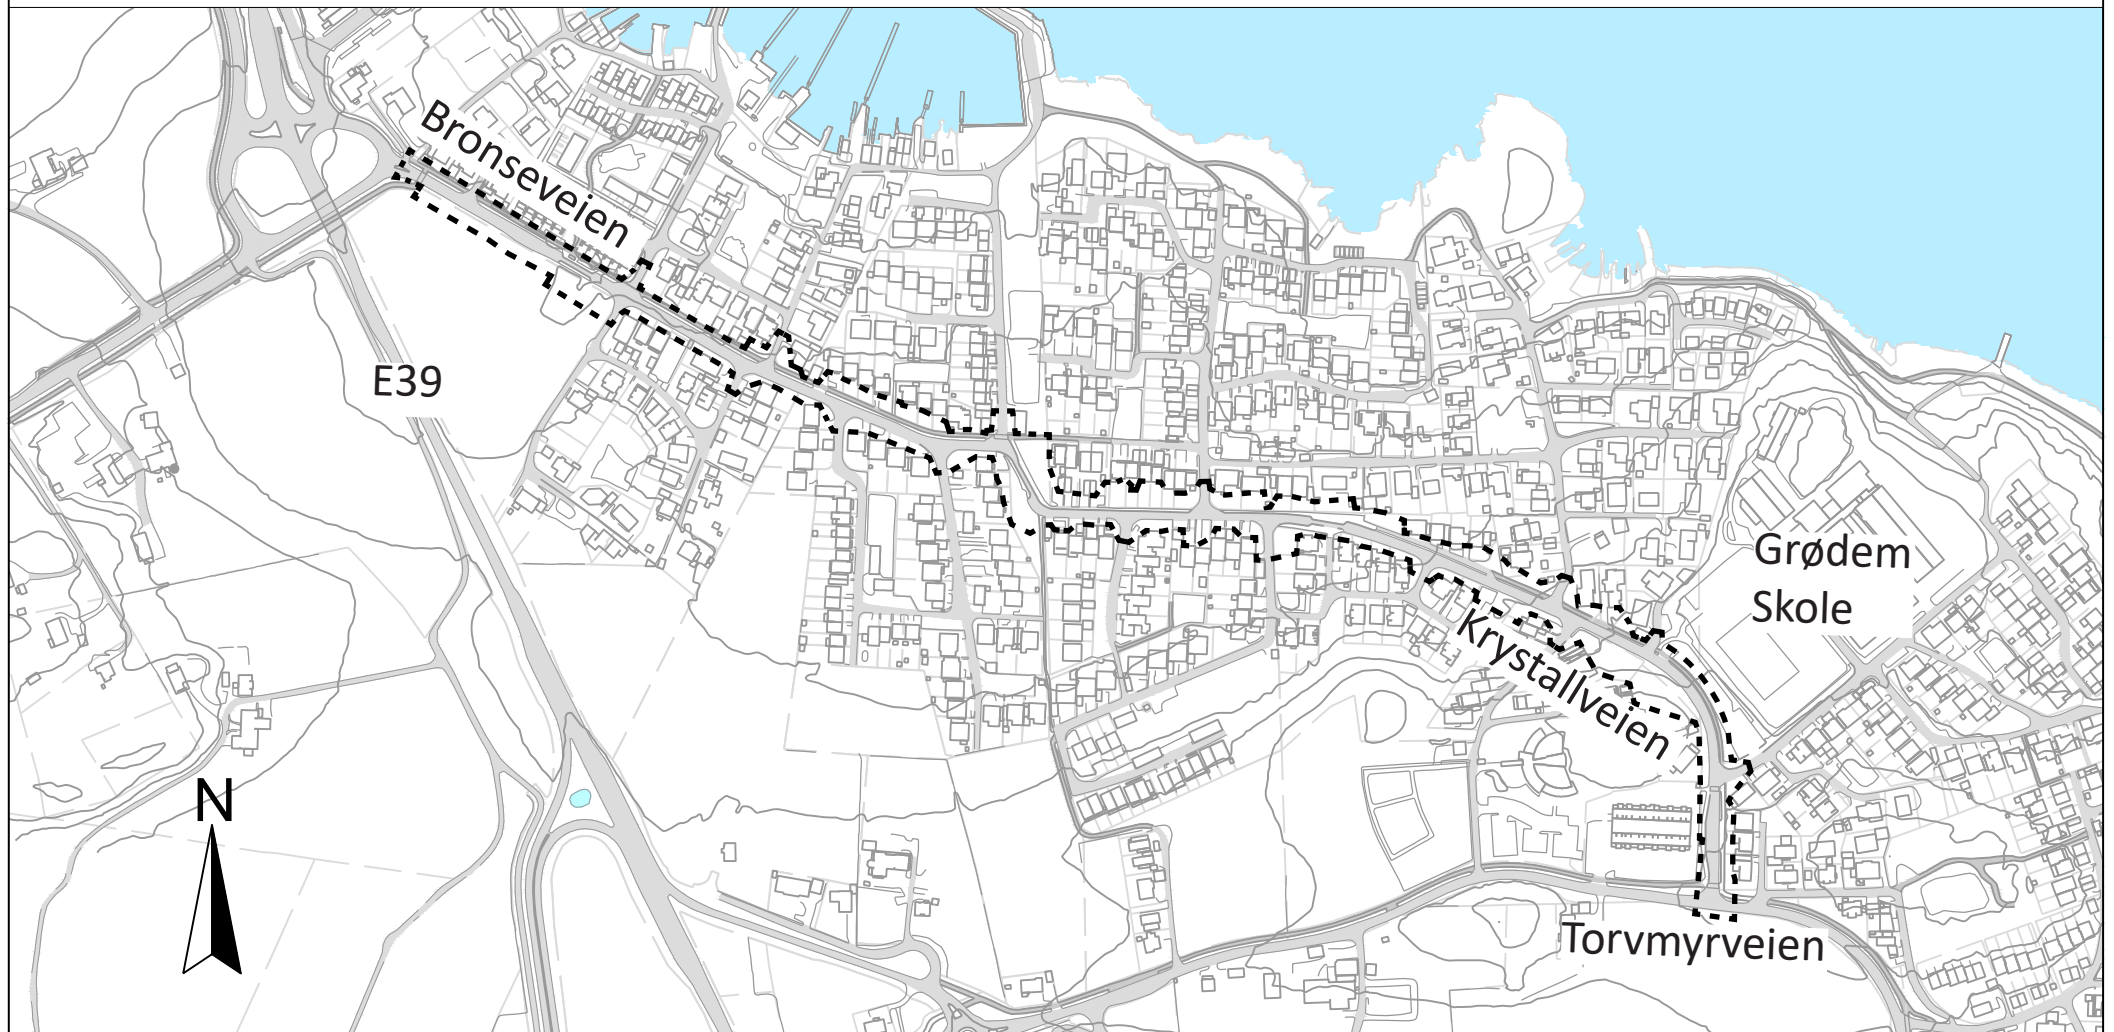 Bronseveien
E39
Grødem
Skole
Krystallveien
N
Torvmyrveien